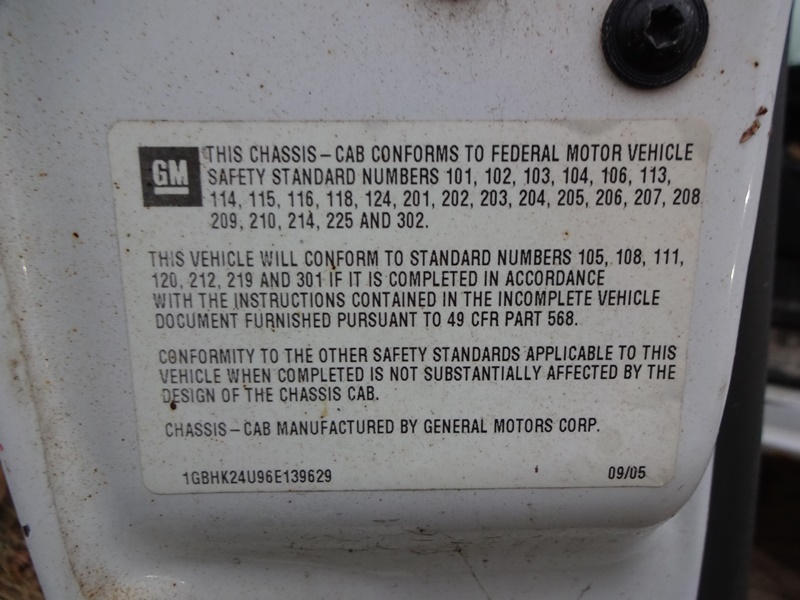 GM
THIS CHASSIS-CAB CONFORMS TO FEDERAL MOTOR VEHICLE
SAFETY STANDARD NUMBERS 101, 102, 103, 104, 106, 113,
114, 115, 116, 118, 124, 201, 202, 203, 204, 205, 206, 207, 208
209, 210, 214, 225 AND 302.
THIS VEHICLE WILL CONFORM TO STANDARD NUMBERS 105, 108, 111,
120, 212, 219 AND 301 IF IT IS COMPLETED IN ACCORDANCE
WITH THE INSTRUCTIONS CONTAINED IN THE INCOMPLETE VEHICLE
DOCUMENT FURNISHED PURSUANT TO 49 CFR PART 568.
CONFORMITY TO THE OTHER SAFETY STANDARDS APPLICABLE TO THIS
VEHICLE WHEN COMPLETED IS NOT SUBSTANTIALLY AFFECTED BY THE
DESIGN OF THE CHASSIS CAB.
CHASSIS-CAB MANUFACTURED BY GENERAL MOTORS CORP.
1GBHK24U96E139629 09/05